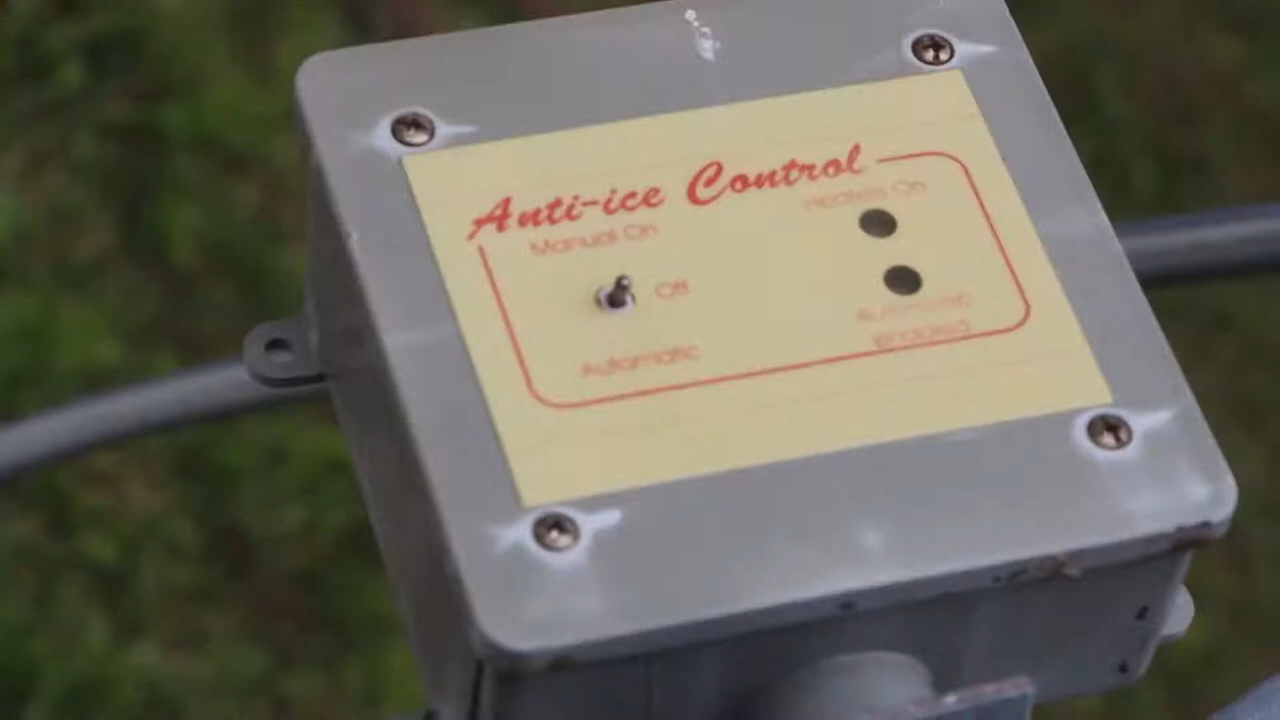 Anti-ice Control
Manual On
Heaters On
Off
Automatic
enabled
Automatic